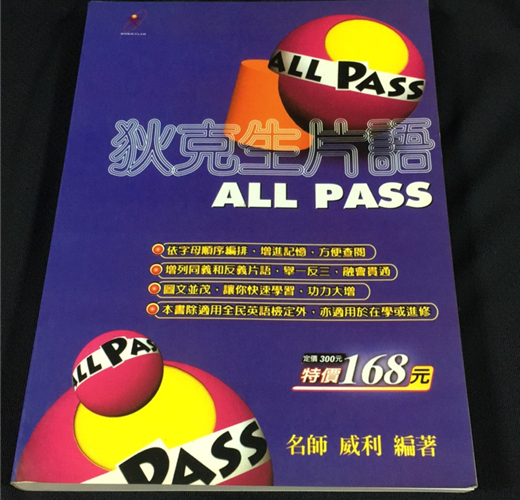 ALL PASS
狄克生片語
ALL PASS
依字母順序編排，增進記憶，方便查閱
增列同義和反義片語，舉一反三，融會貫通
圖文並茂，讓你快速學習，功力大增
本書除適用全民英語檢定外，亦適用於在學或進修
定價 300元
特價168元
ALL PAS
ALL PASS
名師 威利 編著